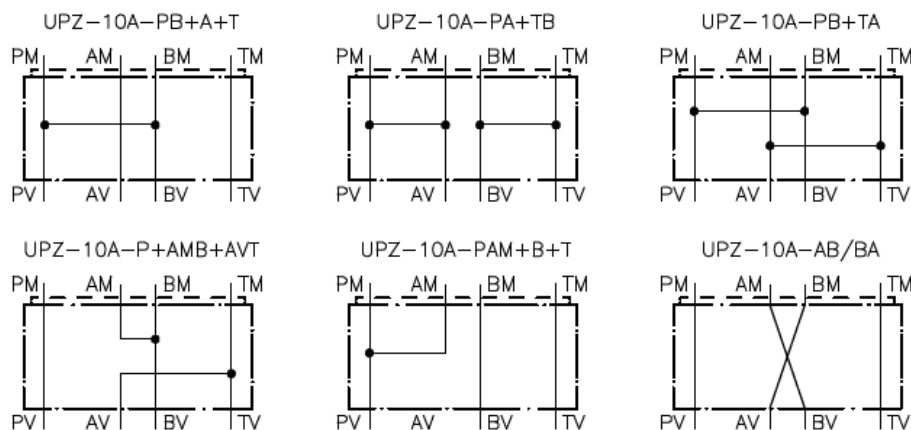 UPZ-10A-PB+A+T UPZ-10A-PA+TB UPZ-10A-PB+TA
PM AM BM TM PM AM BM TM PM AM BM TM
PV AV BV TV PV AV BV TV PV AV BV TV
UPZ-10A-P+AMB+AVT UPZ-10A-PAM+B+T UPZ-10A-AB/BA
PM AM BM TM PM AM BM TM PM AM BM TM
PV AV BV TV PV AV BV TV PV AV BV TV